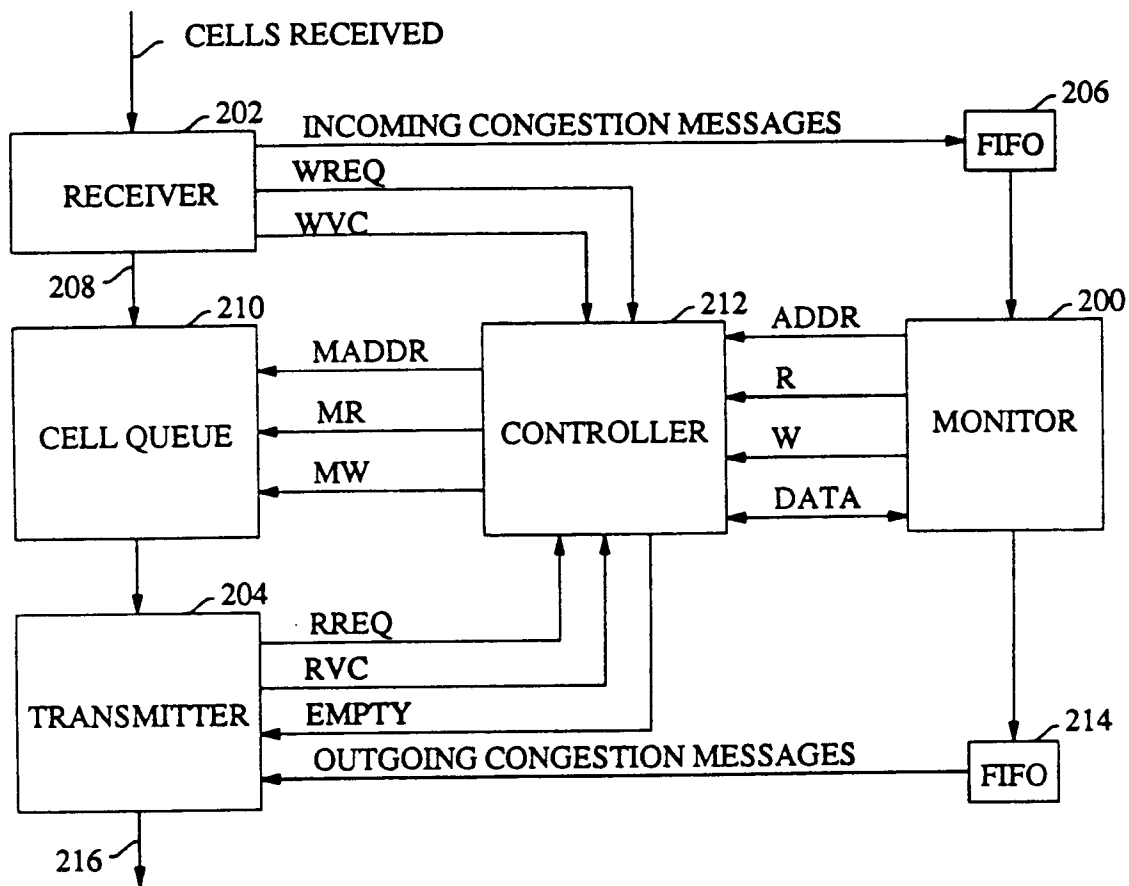 CELLS RECEIVED
202
INCOMING CONGESTION MESSAGES
206
FIFO
RECEIVER
WREQ
WVC
208
210
212
200
CELL QUEUE
MADDR
MR
MW
CONTROLLER
ADDR
R
W
DATA
MONITOR
204
TRANSMITTER
RREQ
RVC
EMPTY
OUTGOING CONGESTION MESSAGES
214
FIFO
216